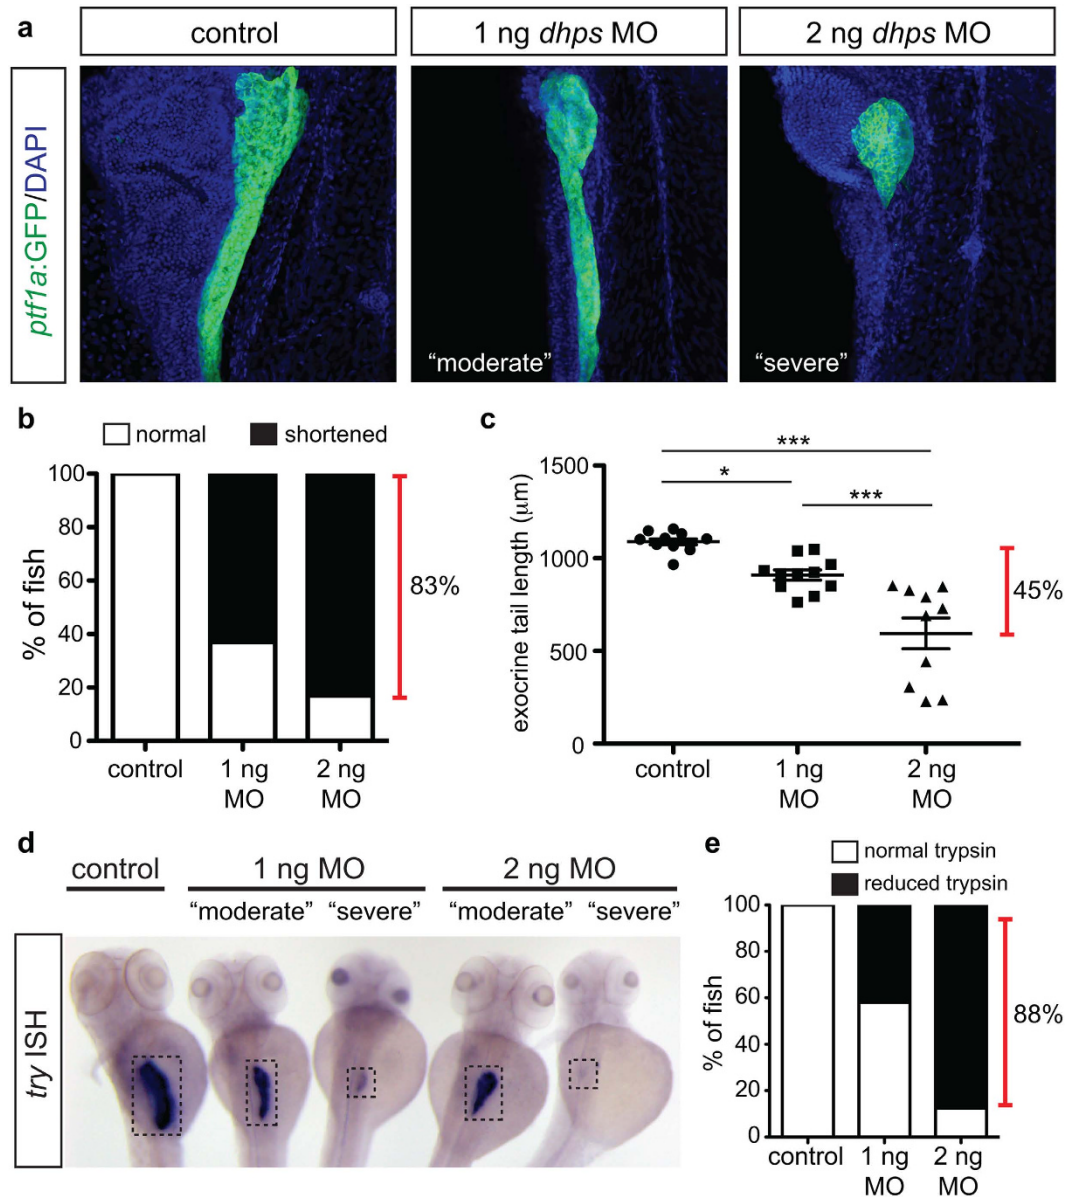 a
control
1 ng dhps MO
2 ng dhps MO
ptf1a:GFP/DAPI
"moderate"
"severe"
b
normal
shortened
% of fish
100
80
60
40
20
0
83%
control
1 ng
MO
2 ng
MO
c
exocrine tail length (μm)
1500
1000
500
0
***
*
***
45%
control
1 ng
MO
2 ng
MO
d
control
1 ng MO
2 ng MO
"moderate"
"severe"
"moderate"
"severe"
try ISH
e
normal trypsin
reduced trypsin
% of fish
100
80
60
40
20
0
88%
control
1 ng
MO
2 ng
MO